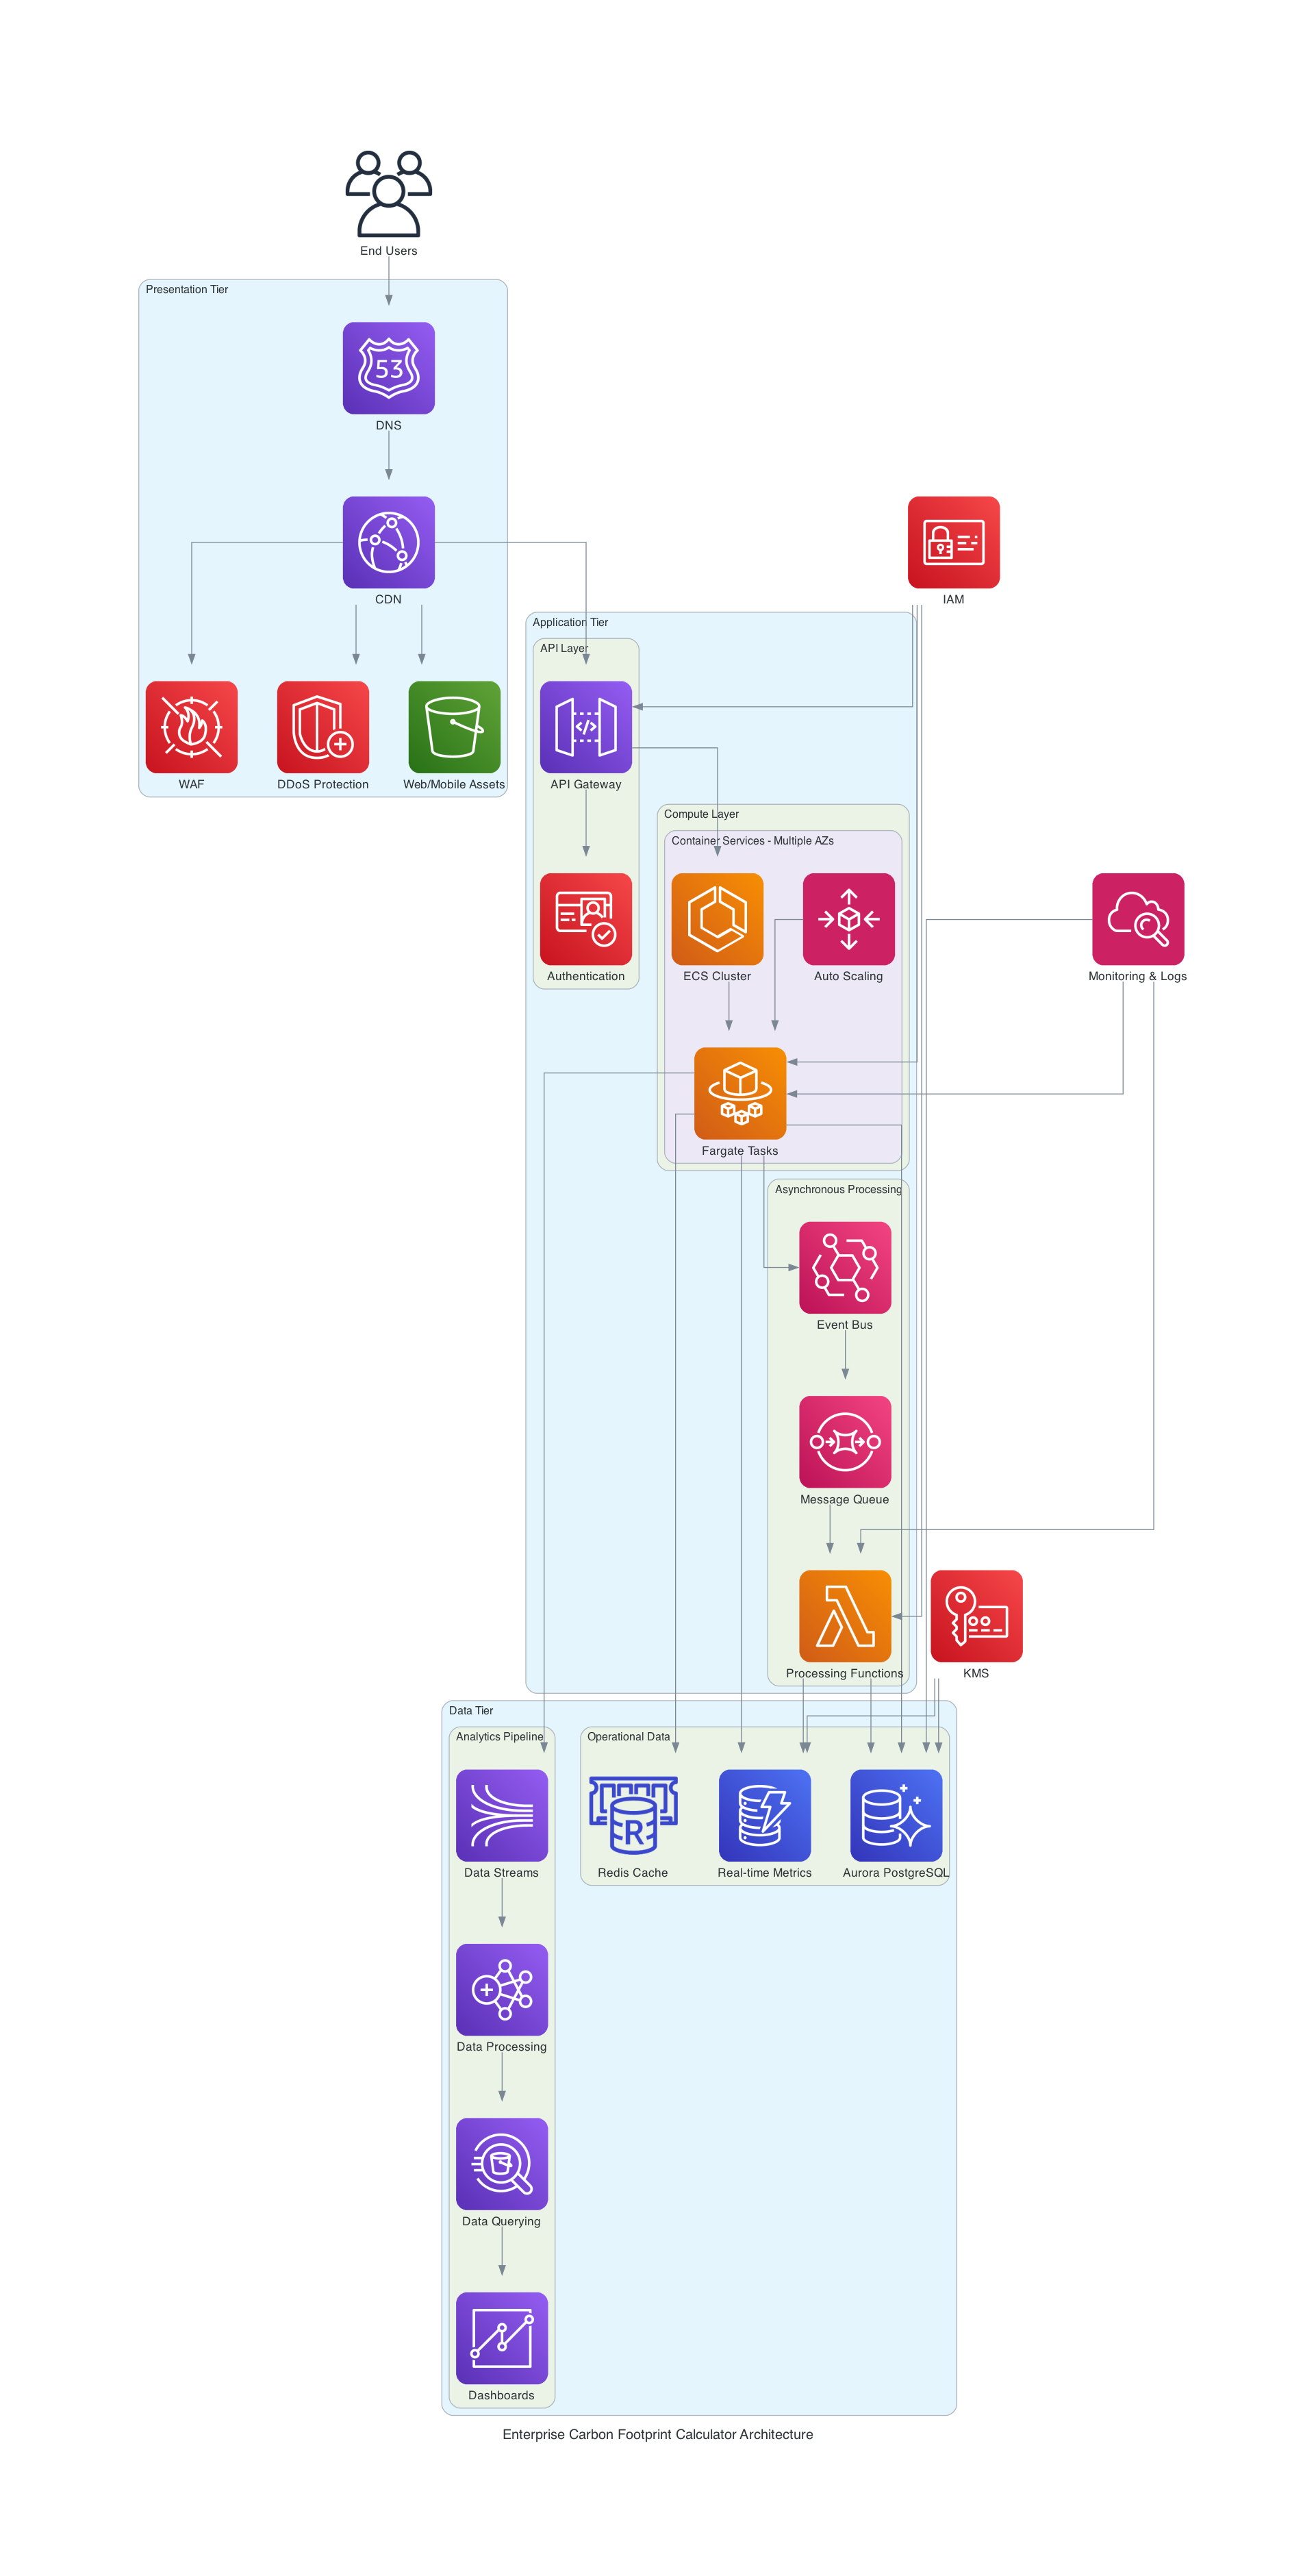 End Users
Presentation Tier
53
DNS
CDN
IAM
Application Tier
API Layer
WAF
DDoS Protection
Web/Mobile Assets
API Gateway
Compute Layer
Container Services - Multiple AZs
Authentication
ECS Cluster
Auto Scaling
Monitoring & Logs
Fargate Tasks
Asynchronous Processing
Event Bus
Message Queue
Processing Functions
KMS
Data Tier
Analytics Pipeline
Operational Data
R
Data Streams
Redis Cache
Real-time Metrics
Aurora PostgreSQL
Data Processing
Data Querying
Dashboards
Enterprise Carbon Footprint Calculator Architecture